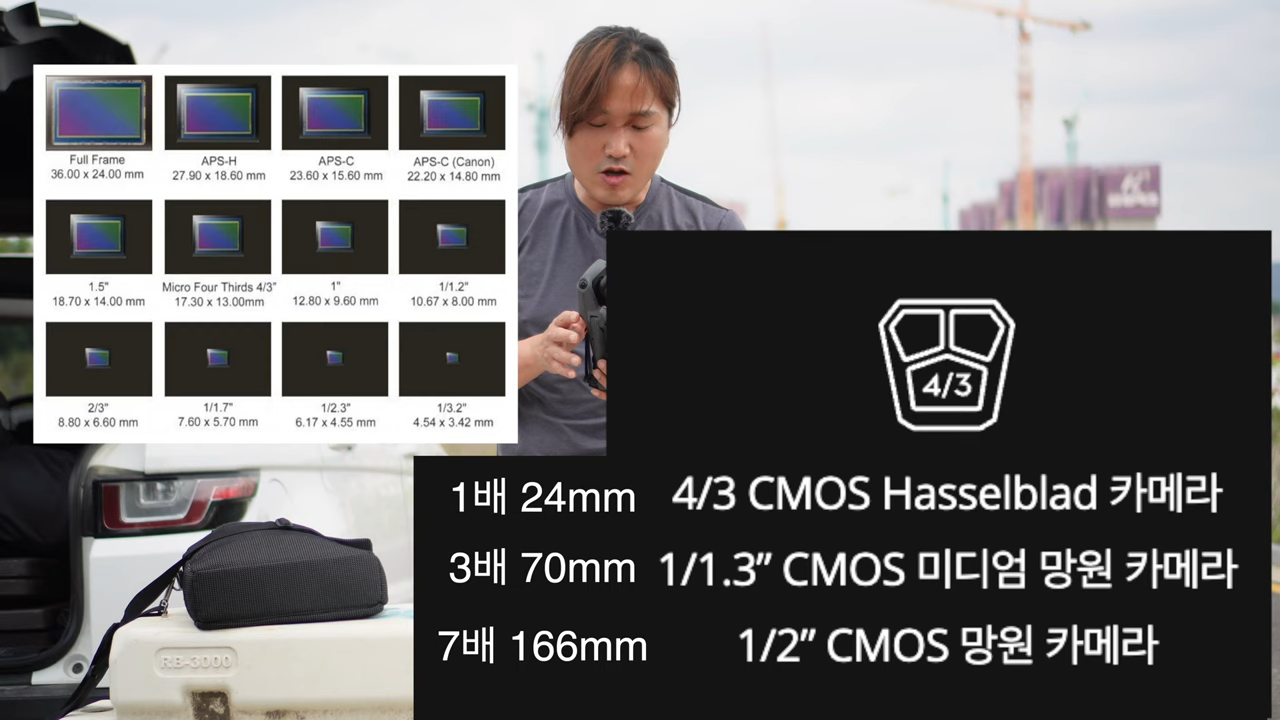 Full Frame
36.00 x 24.00 mm
APS-H
27.90 x 18.60 mm
APS-C
23.60 x 15.60 mm
APS-C (Canon)
22.20 x 14.80 mm
1.5"
18.70 x 14.00 mm
Micro Four Thirds 4/3"
17.30 x 13.00mm
1"
12.80 x 9.60 mm
1/1.2"
10.67 x 8.00 mm
2/3"
8.80 x 6.60 mm
1/1.7"
7.60 x 5.70 mm
1/2.3"
6.17 x 4.55 mm
1/3.2"
4.54 x 3.42 mm
4/3
1배 24mm 4/3 CMOS Hasselblad 카메라
3배 70mm 1/1.3” CMOS 미디엄 망원 카메라
7배 166mm 1/2” CMOS 망원 카메라
RB-3000